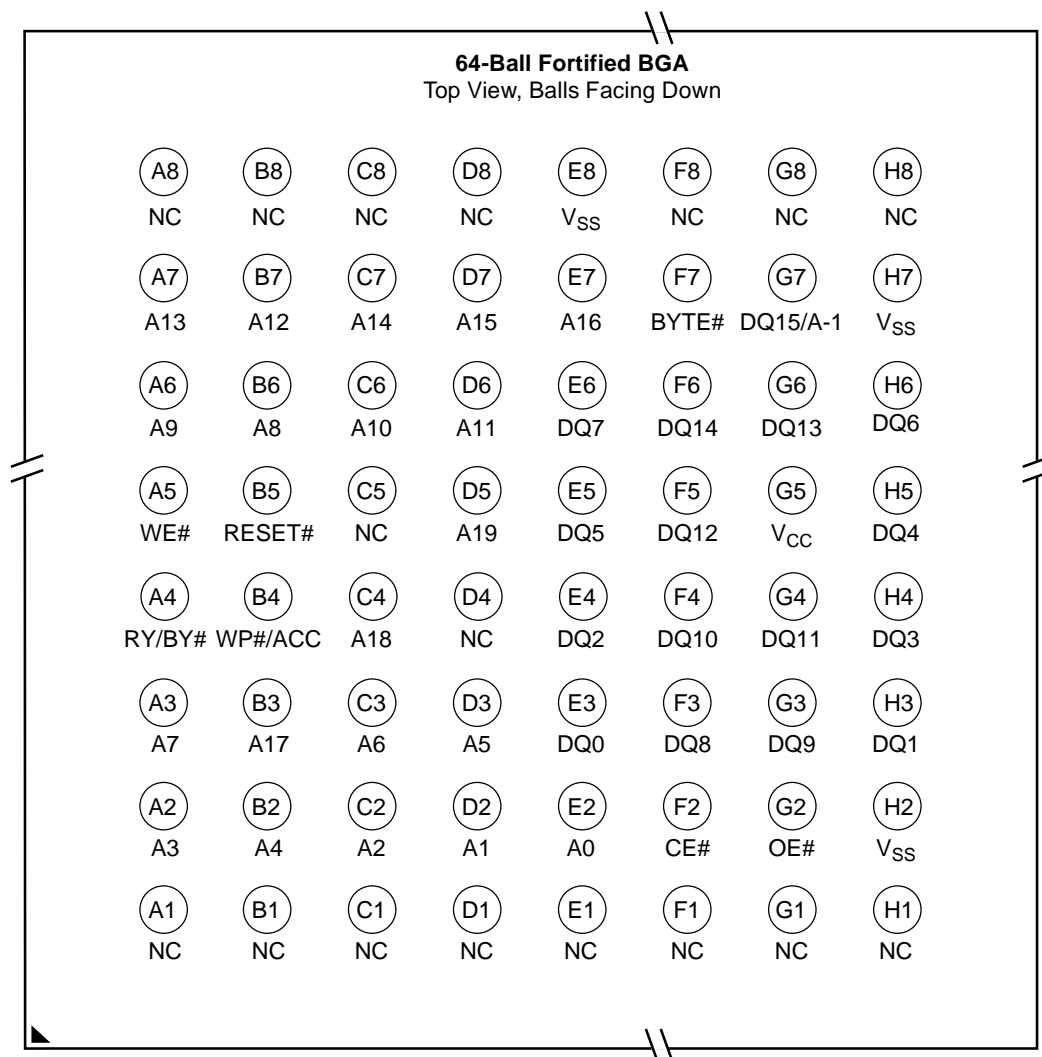 64-Ball Fortified BGA
Top View, Balls Facing Down
A8 B8 C8 D8 E8 F8 G8 H8
NC NC NC NC VSS NC NC NC
A7 B7 C7 D7 E7 F7 G7 H7
A13 A12 A14 A15 A16 BYTE# DQ15/A-1 VSS
A6 B6 C6 D6 E6 F6 G6 H6
A9 A8 A10 A11 DQ7 DQ14 DQ13 DQ6
A5 B5 C5 D5 E5 F5 G5 H5
WE# RESET# NC A19 DQ5 DQ12 VCC DQ4
A4 B4 C4 D4 E4 F4 G4 H4
RY/BY# WP#/ACC A18 NC DQ2 DQ10 DQ11 DQ3
A3 B3 C3 D3 E3 F3 G3 H3
A7 A17 A6 A5 DQ0 DQ8 DQ9 DQ1
A2 B2 C2 D2 E2 F2 G2 H2
A3 A4 A2 A1 A0 CE# OE# VSS
A1 B1 C1 D1 E1 F1 G1 H1
NC NC NC NC NC NC NC NC